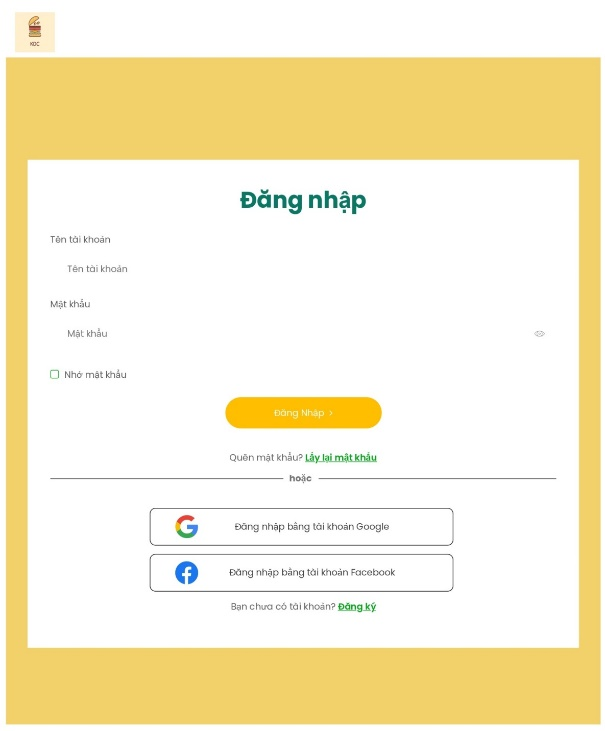 KDC
Đăng nhập
Tên tài khoản
Tên tài khoản
Mật khẩu
Mật khẩu
Nhớ mật khẩu
Đăng Nhập >
Quên mật khẩu? Lấy lại mật khẩu
hoặc
Đăng nhập bằng tài khoản Google
Đăng nhập bằng tài khoản Facebook
Bạn chưa có tài khoản? Đăng ký